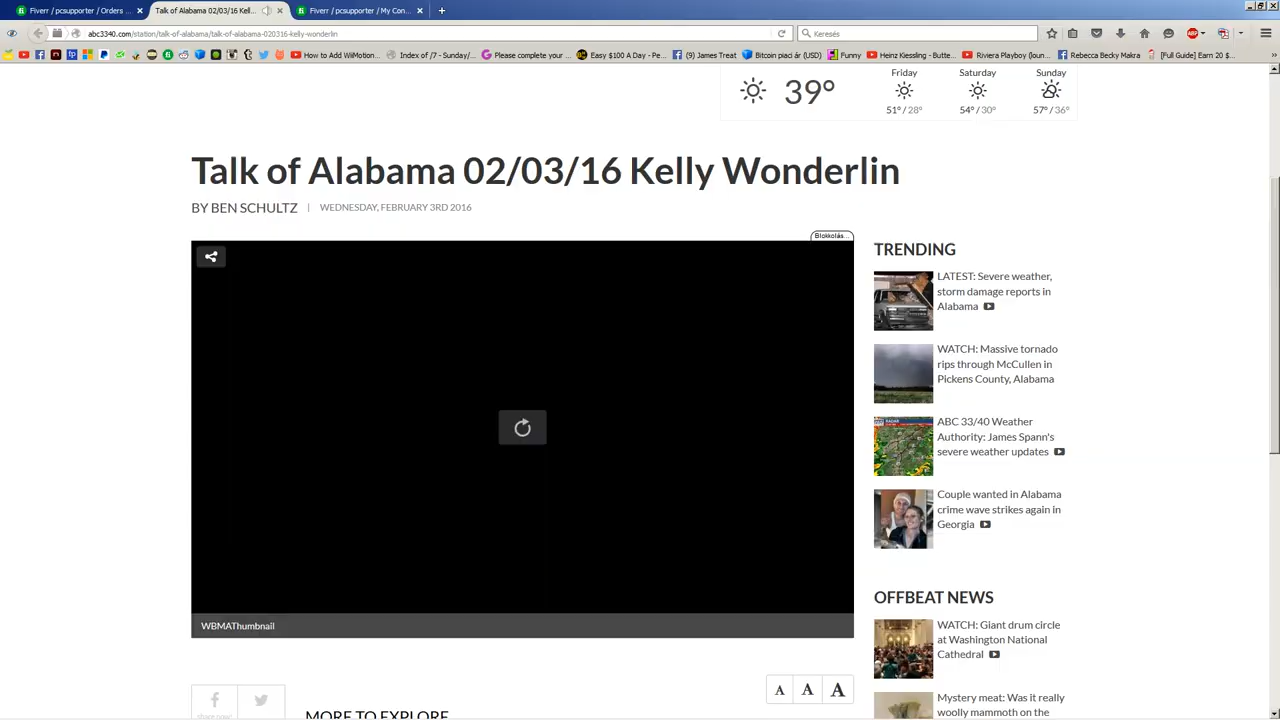 Fiverr / pcsupporter / Orders ...
Talk of Alabama 02/03/16 Kell...
Fiverr / pcsupporter / My Con...
abc3340.com/station/talk-of-alabama/talk-of-alabama-020316-kelly-wonderlin
Keresés
How to Add WiiMotion...
Index of /7 - Sunday/...
Please complete your ...
Easy $100 A Day - Pe...
(9) James Treat
Bitcoin piaci ár (USD)
Funny
Heinz Kiessling - Butte...
Riviera Playboy (loun...
Rebecca Becky Makra
[Full Guide] Earn 20 $...
39°
Friday
51° / 28°
Saturday
54° / 30°
Sunday
57° / 36°
Talk of Alabama 02/03/16 Kelly Wonderlin
BY BEN SCHULTZ | WEDNESDAY, FEBRUARY 3RD 2016
Blokkolás...
WBMAThumbnail
TRENDING
LATEST: Severe weather,
storm damage reports in
Alabama
WATCH: Massive tornado
rips through McCullen in
Pickens County, Alabama
ABC 33/40 Weather
Authority: James Spann's
severe weather updates
Couple wanted in Alabama
crime wave strikes again in
Georgia
OFFBEAT NEWS
WATCH: Giant drum circle
at Washington National
Cathedral
Mystery meat: Was it really
woolly mammoth on the
A A A
share now!
MORE TO EXPLORE